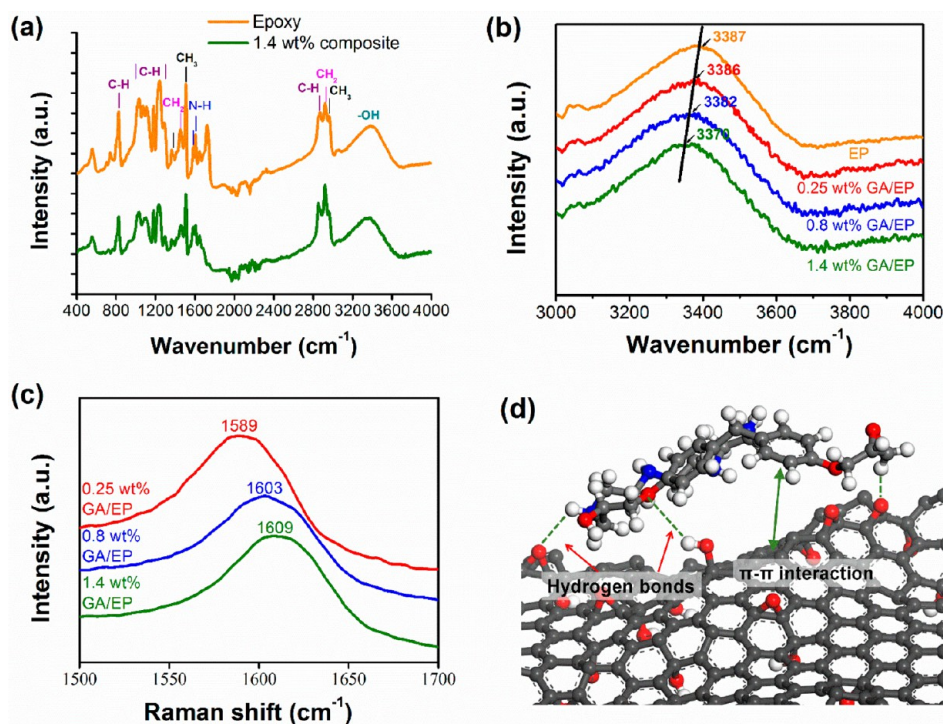 (a)
Epoxy
1.4 wt% composite
C-H
C-H
CH₃
CH₂
N-H
C-H
CH₂
CH₃
-OH
Intensity (a.u.)
400 800 1200 1600 2000 2400 2800 3200 3600 4000
Wavenumber (cm⁻¹)
(b)
3387
3386
3382
3370
EP
0.25 wt% GA/EP
0.8 wt% GA/EP
1.4 wt% GA/EP
Intensity (a.u.)
3000 3200 3400 3600 3800 4000
Wavenumber (cm⁻¹)
(c)
1589
1603
1609
0.25 wt%
GA/EP
0.8 wt%
GA/EP
1.4 wt%
GA/EP
Intensity (a.u.)
1500 1550 1600 1650 1700
Raman shift (cm⁻¹)
(d)
Hydrogen bonds
π-π interaction